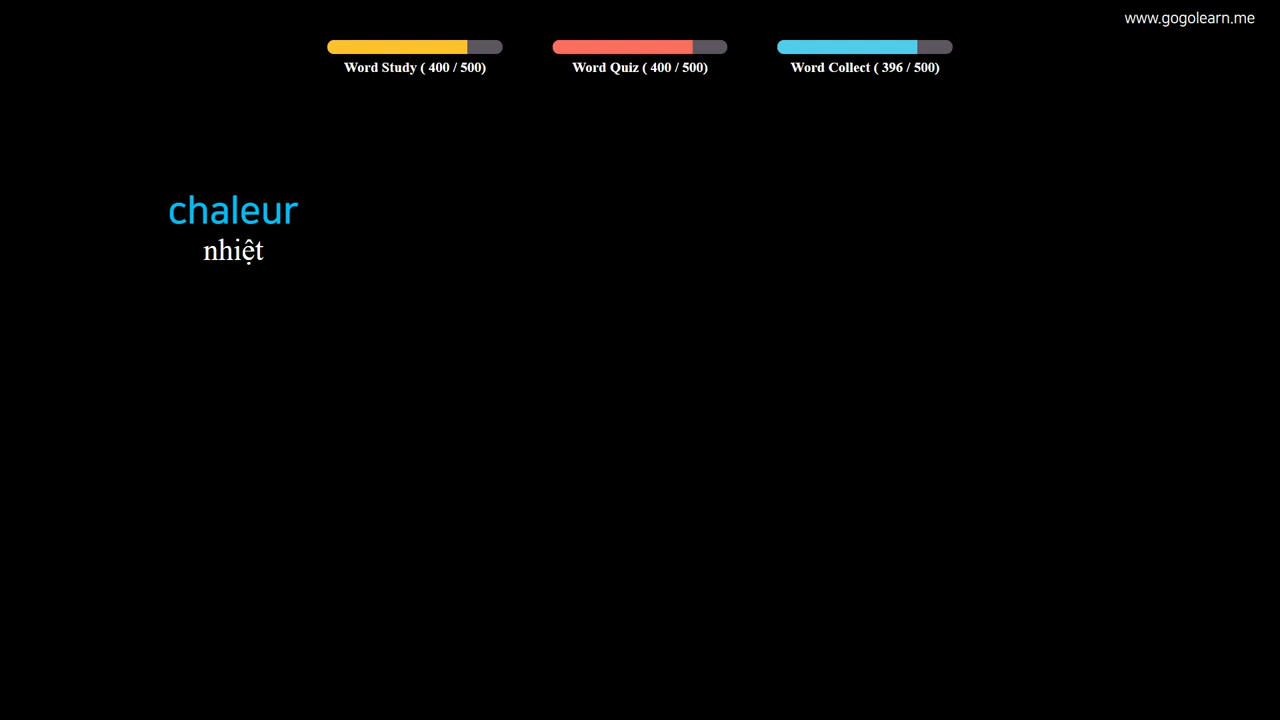 www.gogolearn.me
Word Study ( 400 / 500)
Word Quiz ( 400 / 500)
Word Collect ( 396 / 500)
chaleur
nhiệt